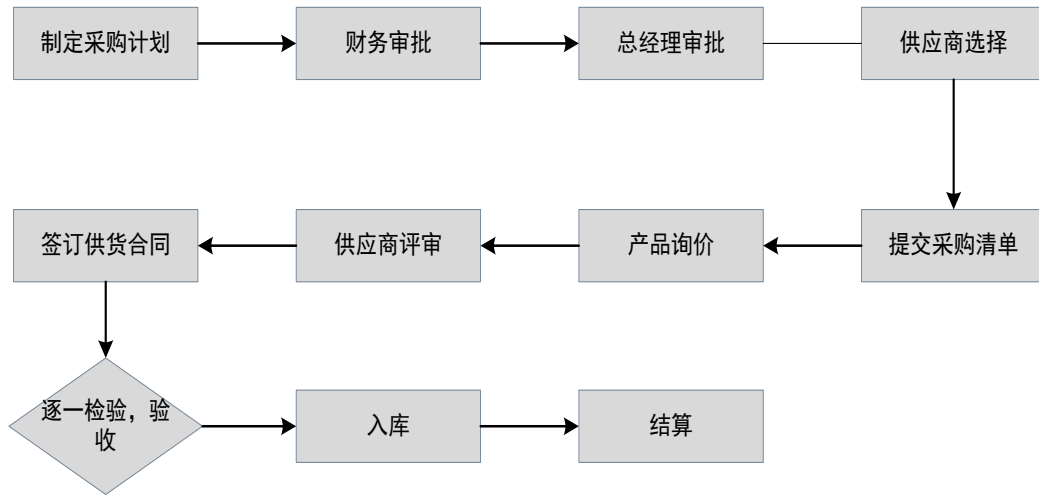 制定采购计划
财务审批
总经理审批
供应商选择
提交采购清单
产品询价
供应商评审
签订供货合同
逐一检验，验
收
入库
结算